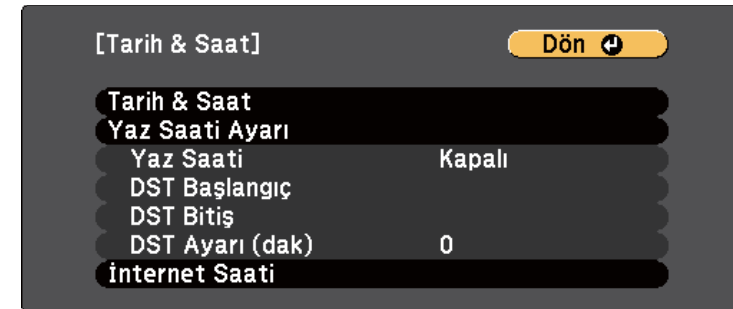 [Tarih & Saat] Dön
Tarih & Saat
Yaz Saati Ayarı
Yaz Saati Kapalı
DST Başlangıç
DST Bitiş
DST Ayarı (dak) 0
İnternet Saati